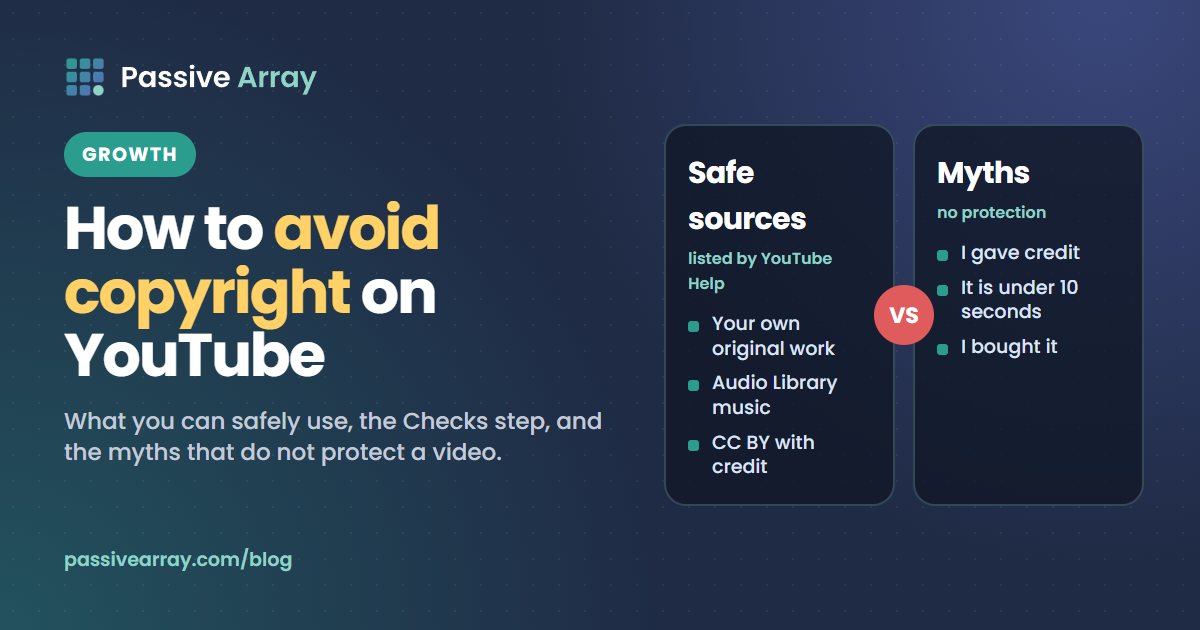 Passive Array
GROWTH
How to avoid
copyright on
YouTube
What you can safely use, the Checks step, and
the myths that do not protect a video.
passivearray.com/blog
Safe
sources
listed by YouTube
Help
Your own
original work
Audio Library
music
CC BY with
credit
VS
Myths
no protection
I gave credit
It is under 10
seconds
I bought it